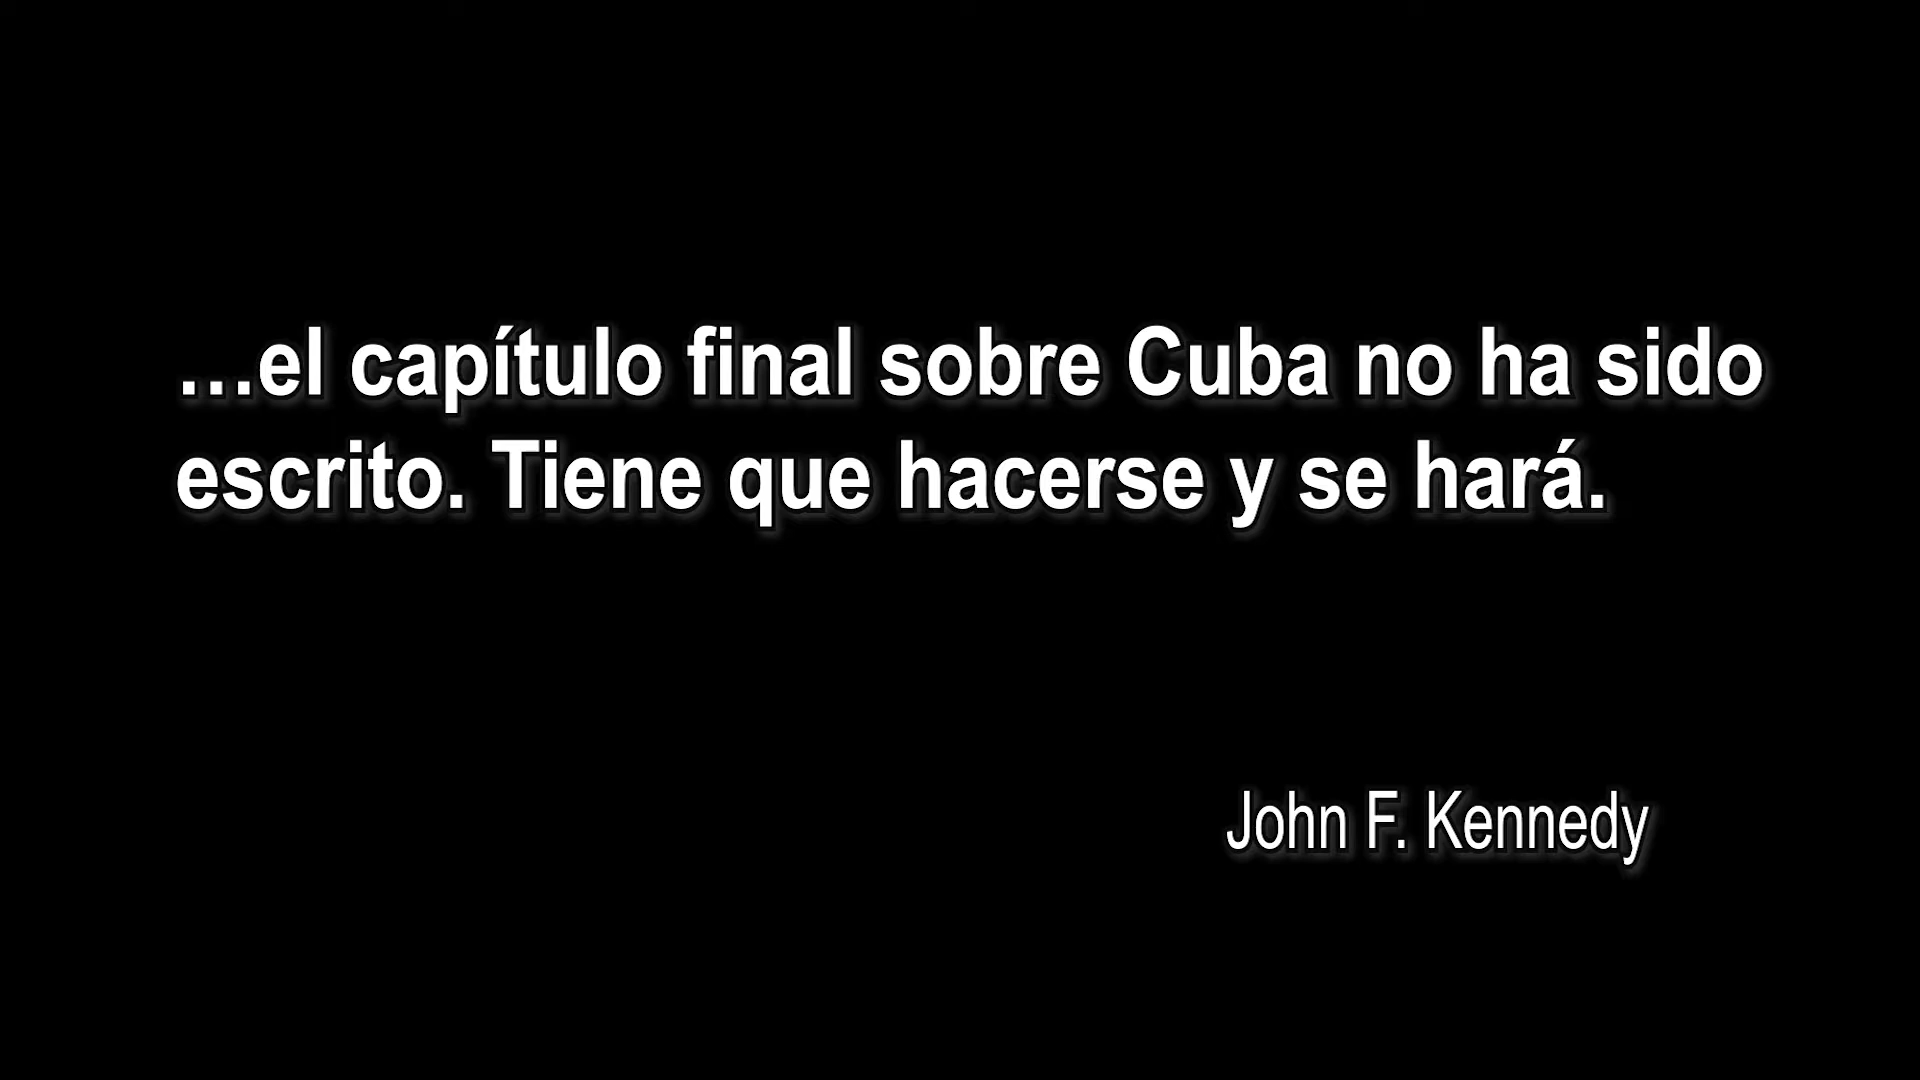 …el capítulo final sobre Cuba no ha sido
escrito. Tiene que hacerse y se hará.
John F. Kennedy